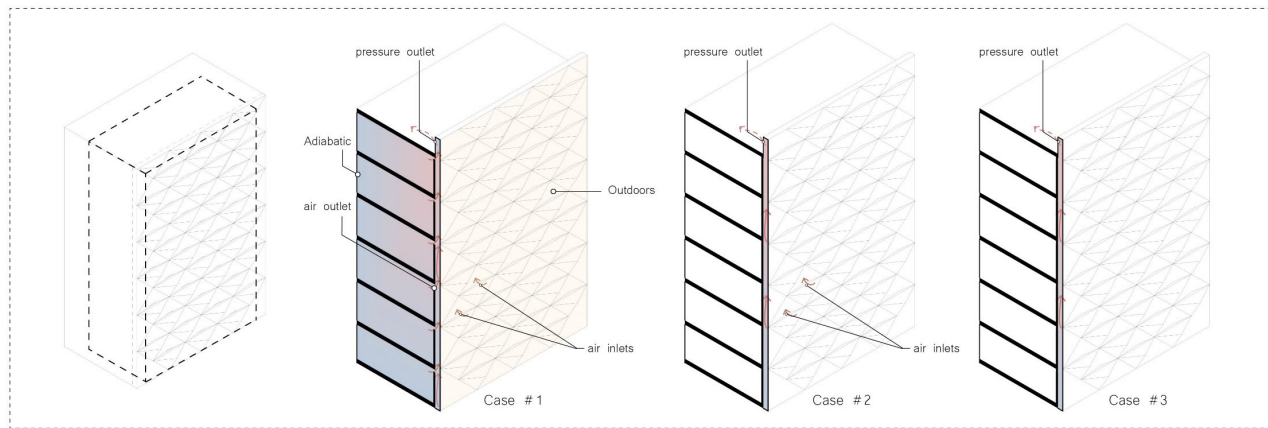 pressure outlet
pressure outlet
pressure outlet
Adiabatic
air outlet
Outdoors
air inlets
air inlets
Case #1
Case #2
Case #3